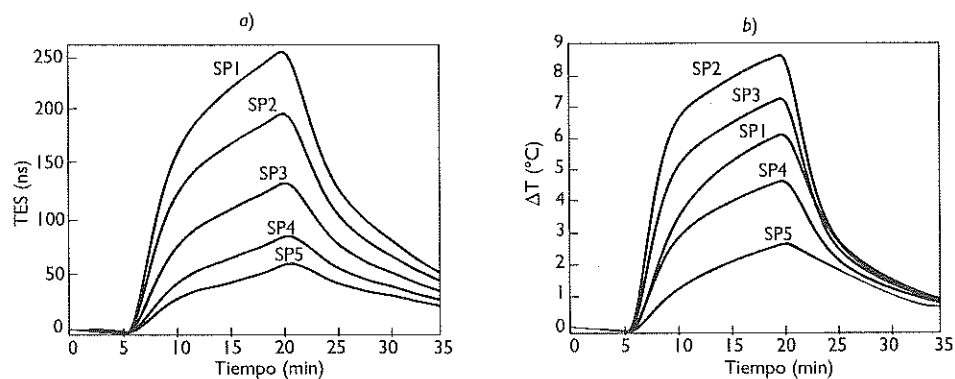 a)
250
200
150
100
50
0
TES (ns)
SP1
SP2
SP3
SP4
SP5
0 5 10 15 20 25 30 35
Tiempo (min)
b)
9
8
7
6
5
4
3
2
1
0
ΔT (°C)
SP2
SP3
SP1
SP4
SP5
0 5 10 15 20 25 30 35
Tiempo (min)